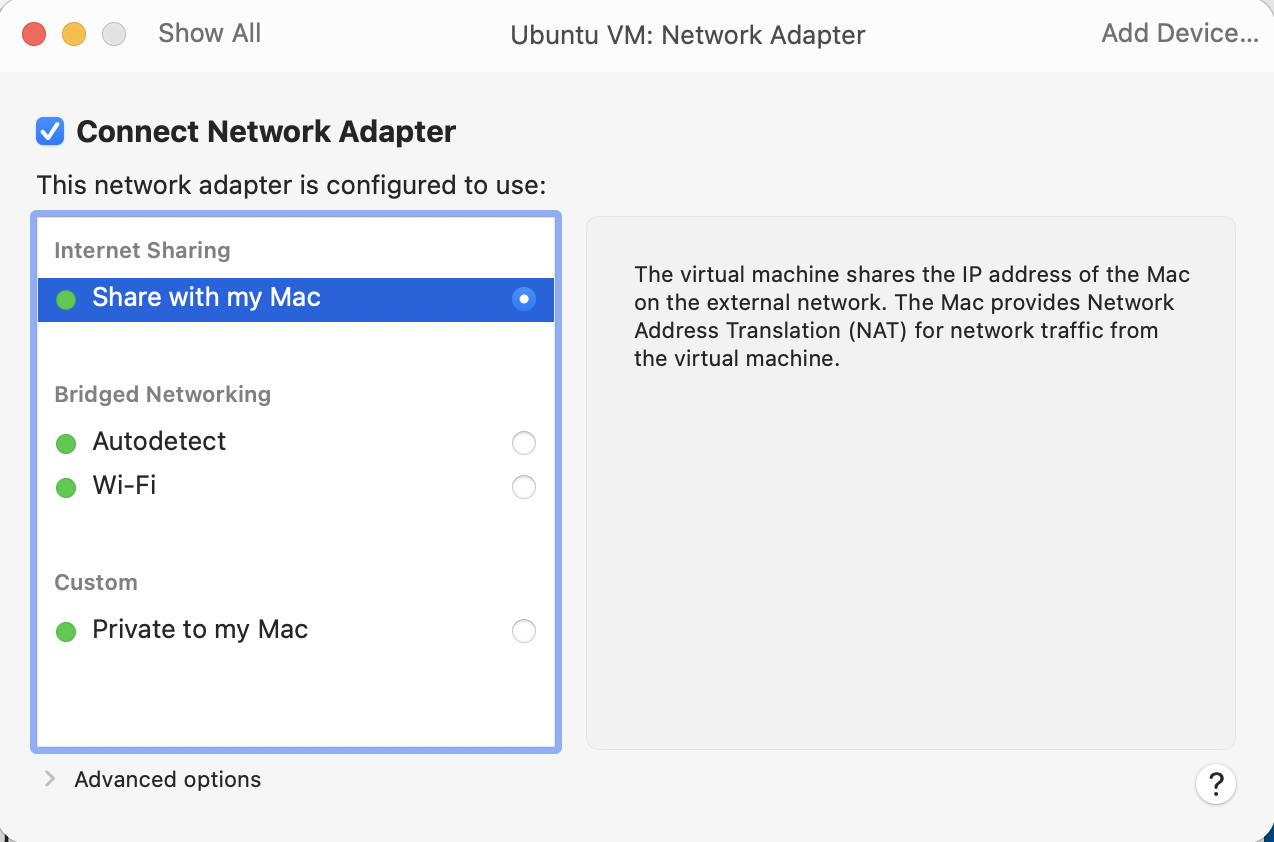 Show All
Ubuntu VM: Network Adapter
Add Device...
Connect Network Adapter
This network adapter is configured to use:
Internet Sharing
Share with my Mac
Bridged Networking
Autodetect
Wi-Fi
Custom
Private to my Mac
The virtual machine shares the IP address of the Mac
on the external network. The Mac provides Network
Address Translation (NAT) for network traffic from
the virtual machine.
Advanced options
?